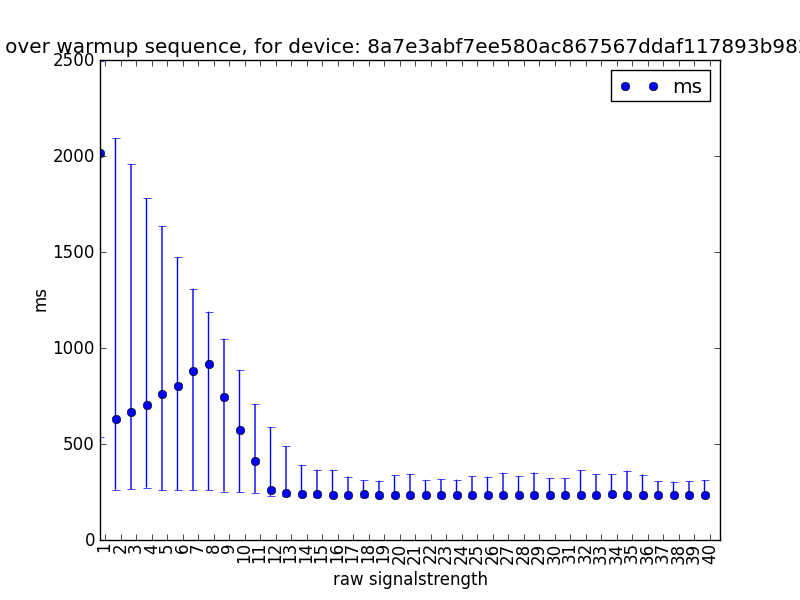 over warmup sequence, for device: 8a7e3abf7ee580ac867567ddaf117893b98
2500
2000
1500
1000
500
0
ms
ms
1 2 3 4 5 6 7 8 9 10 11 12 13 14 15 16 17 18 19 20 21 22 23 24 25 26 27 28 29 30 31 32 33 34 35 36 37 38 39 40
raw signalstrength